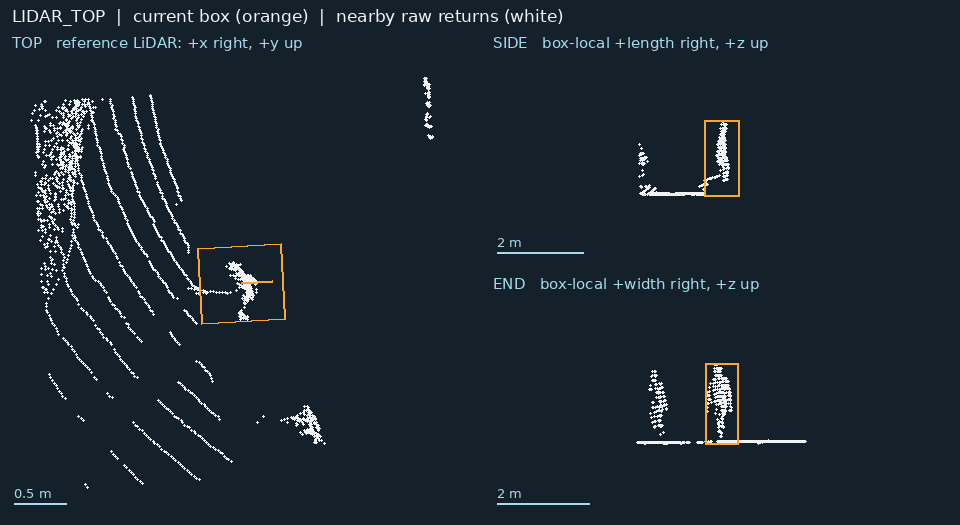 LIDAR_TOP | current box (orange) | nearby raw returns (white)
TOP reference LiDAR: +x right, +y up
SIDE box-local +length right, +z up
2 m
END box-local +width right, +z up
0.5 m
2 m